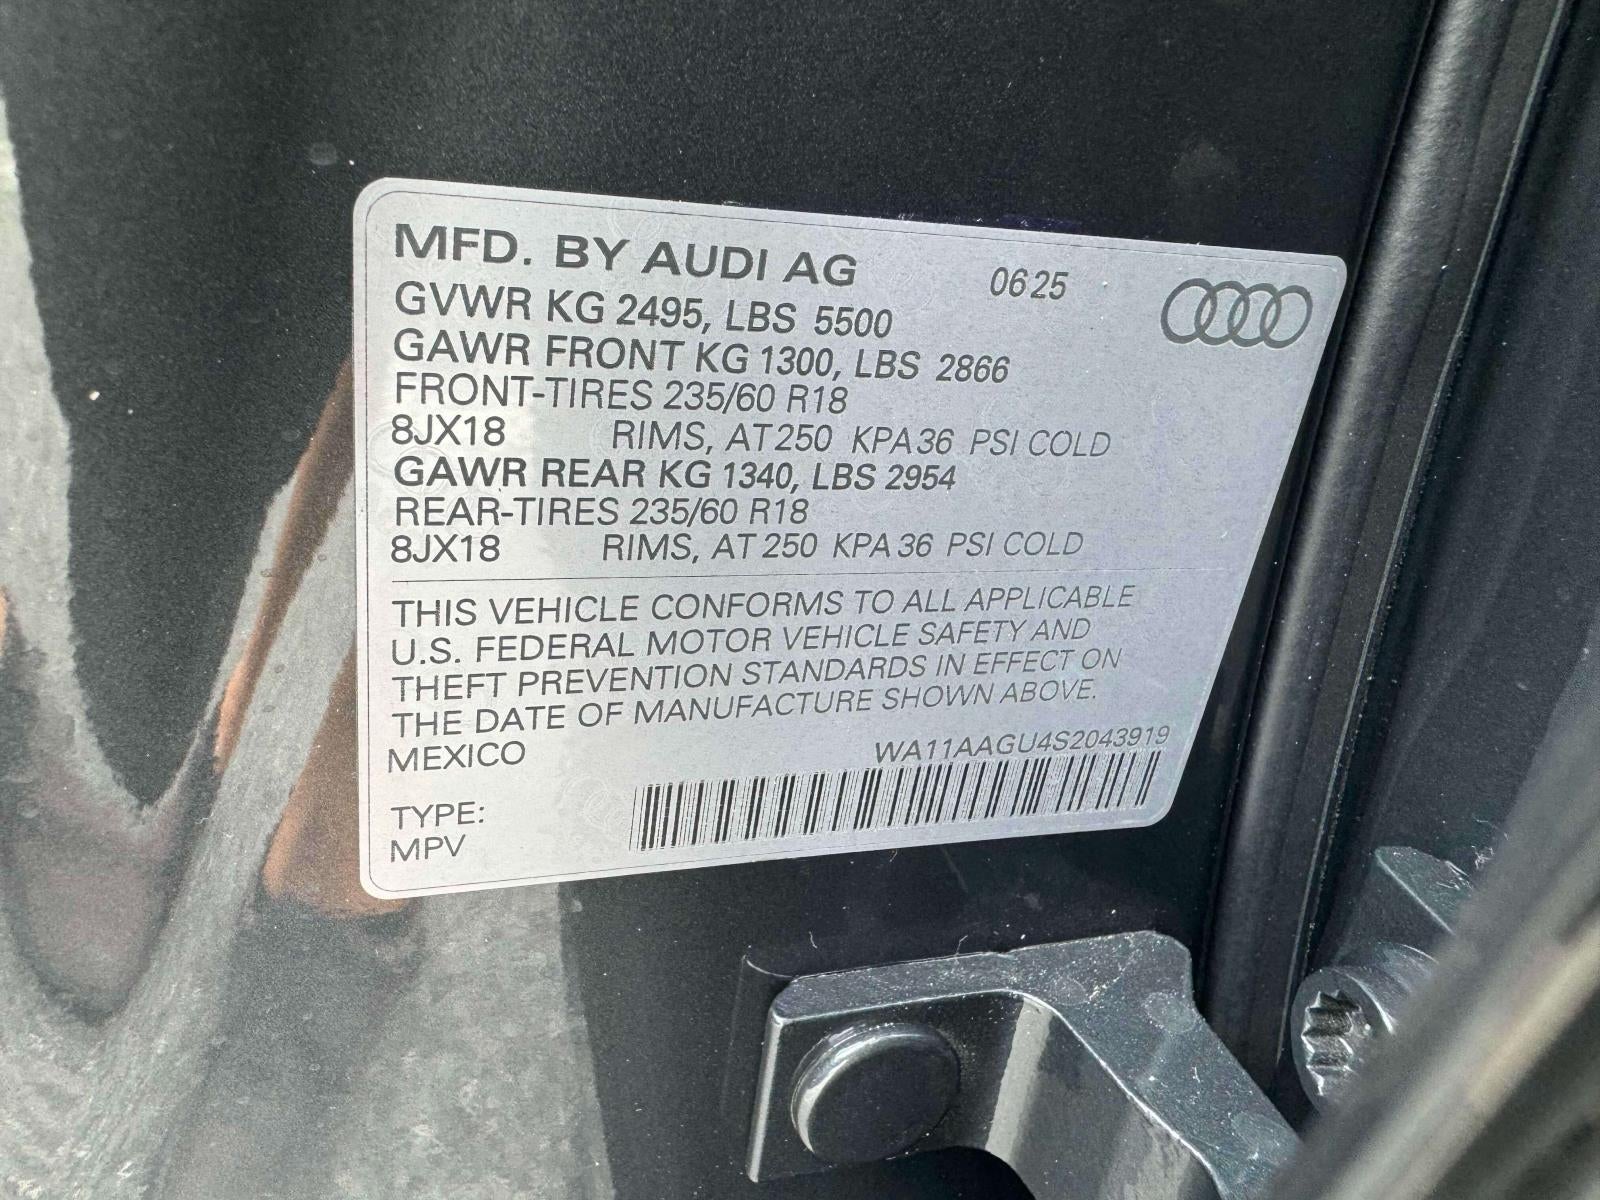 MFD. BY AUDI AG 0625
GVWR KG 2495, LBS 5500
GAWR FRONT KG 1300, LBS 2866
FRONT-TIRES 235/60 R18
8JX18 RIMS, AT 250 KPA 36 PSI COLD
GAWR REAR KG 1340, LBS 2954
REAR-TIRES 235/60 R18
8JX18 RIMS, AT 250 KPA 36 PSI COLD
THIS VEHICLE CONFORMS TO ALL APPLICABLE
U.S. FEDERAL MOTOR VEHICLE SAFETY AND
THEFT PREVENTION STANDARDS IN EFFECT ON
THE DATE OF MANUFACTURE SHOWN ABOVE.
MEXICO WA11AAGU4S2043919
TYPE:
MPV